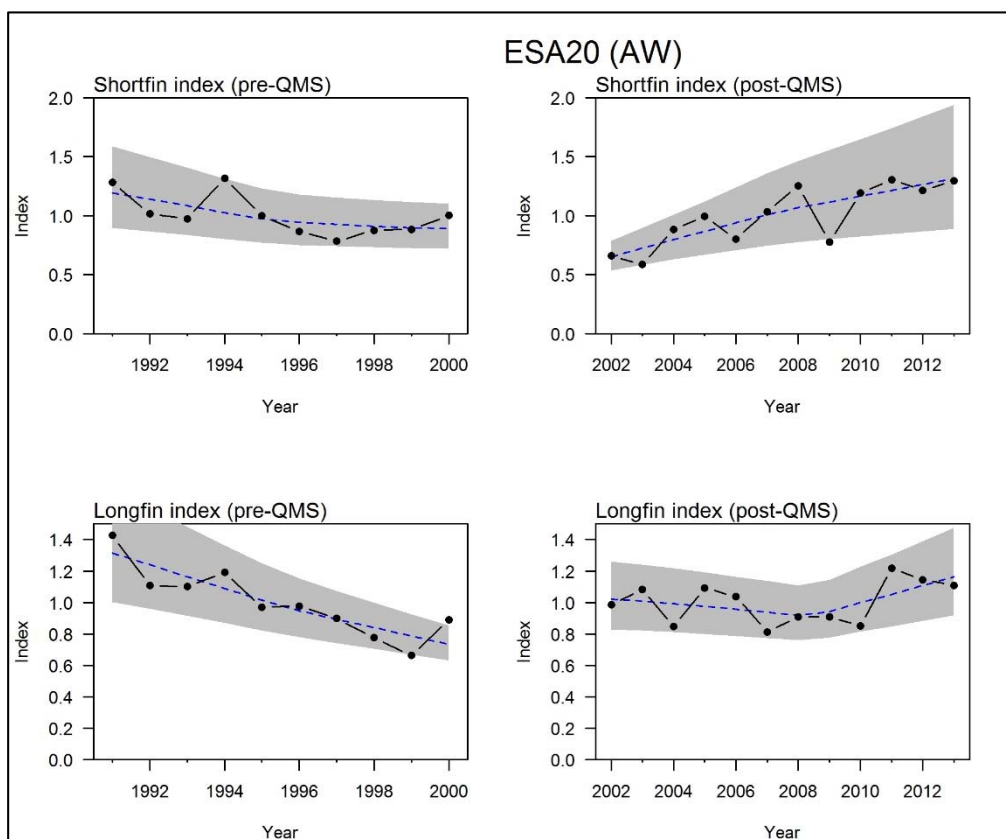 ESA20 (AW)
Shortfin index (pre-QMS)
2.0
1.5
1.0
0.5
0.0
Index
1992 1994 1996 1998 2000
Year
Shortfin index (post-QMS)
2.0
1.5
1.0
0.5
0.0
Index
2002 2004 2006 2008 2010 2012
Year
Longfin index (pre-QMS)
1.4
1.2
1.0
0.8
0.6
0.4
0.2
0.0
Index
1992 1994 1996 1998 2000
Year
Longfin index (post-QMS)
1.4
1.2
1.0
0.8
0.6
0.4
0.2
0.0
Index
2002 2004 2006 2008 2010 2012
Year